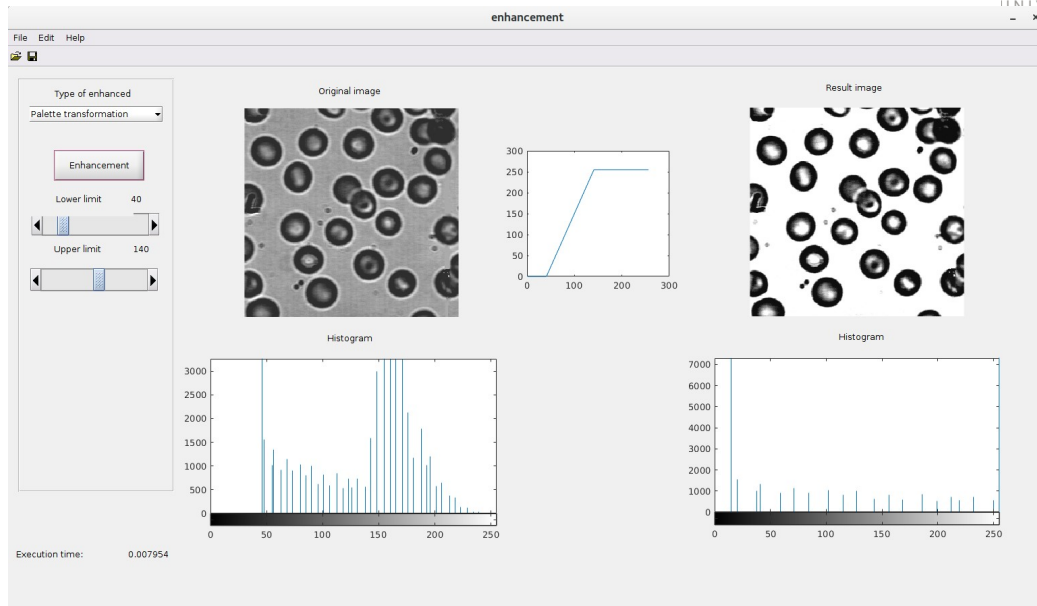 enhancement
File Edit Help
Type of enhanced
Palette transformation
Enhancement
Lower limit 40
Upper limit 140
Execution time: 0.007954
Original image
Histogram
3000
2500
2000
1500
1000
500
0
0 50 100 150 200 250
300
250
200
150
100
50
0
0 100 200 300
Result image
Histogram
7000
6000
5000
4000
3000
2000
1000
0
0 50 100 150 200 250